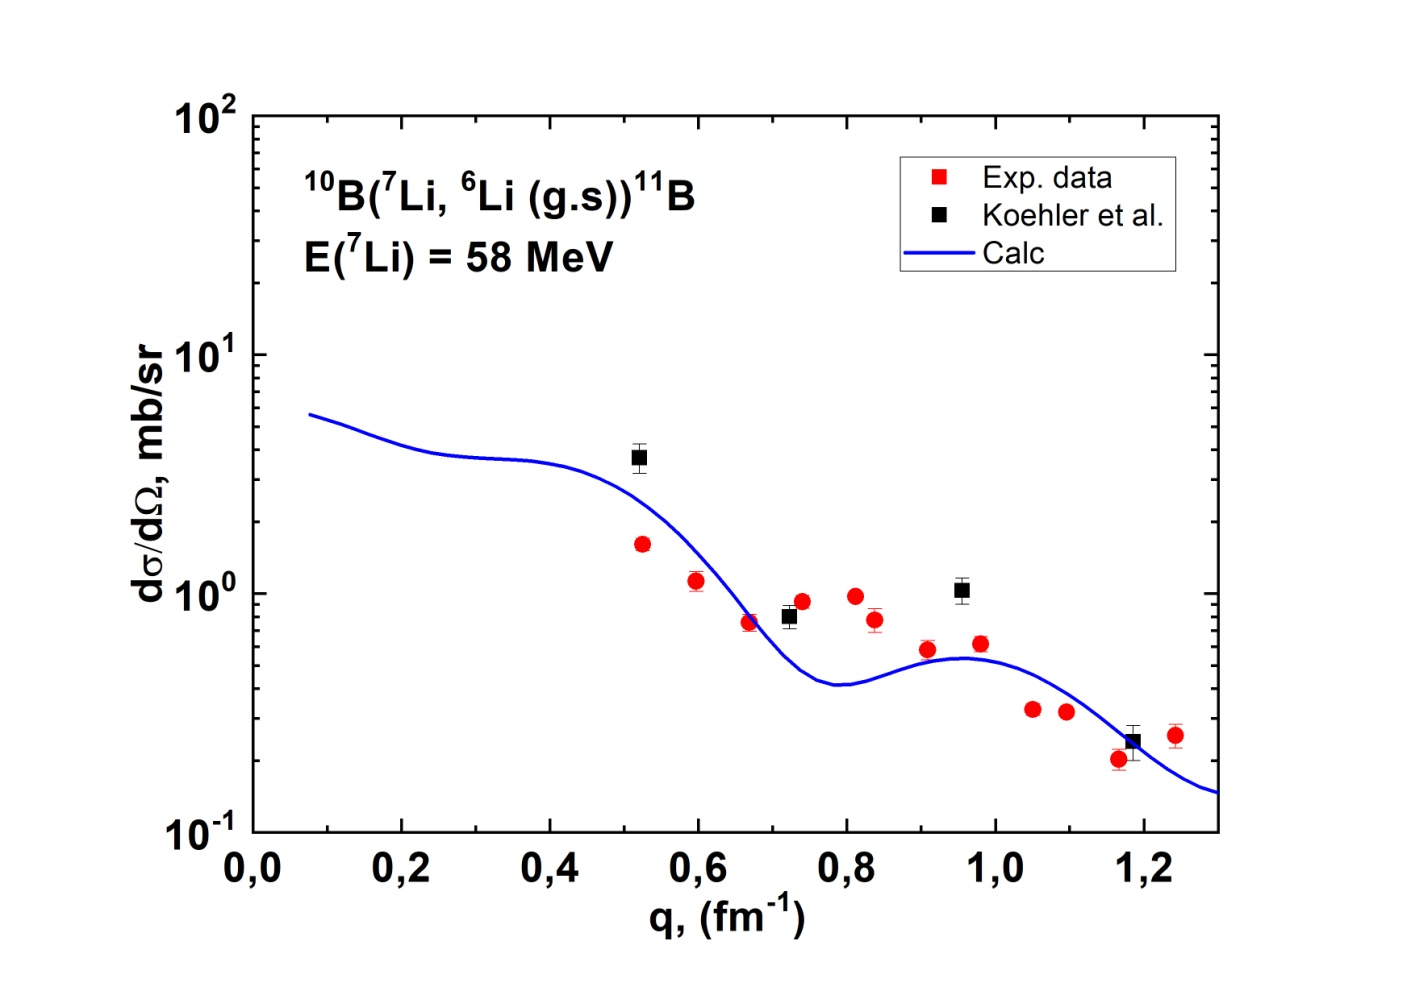 10²
¹⁰B(⁷Li, ⁶Li (g.s))¹¹B
E(⁷Li) = 58 MeV
Exp. data
Koehler et al.
Calc
10¹
dσ/dΩ, mb/sr
10⁰
10⁻¹
0,0 0,2 0,4 0,6 0,8 1,0 1,2
q, (fm⁻¹)